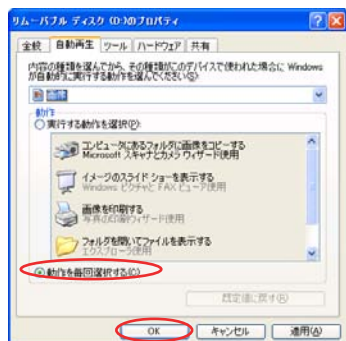 リムーバブル ディスク (D:)のプロパティ
全般 自動再生 ツール ハードウェア 共有
内容の種類を選んでから、その種類がこのデバイスで使われた場合に Windows
が自動的に実行する動作を選んでください(S):
画像
動作
実行する動作を選択(P):
コンピュータにあるフォルダに画像をコピーする
Microsoft スキャナとカメラ ウィザード使用
イメージのスライド ショーを表示する
Windows ピクチャと FAX ビューア使用
画像を印刷する
写真の印刷ウィザード使用
フォルダを開いてファイルを表示する
エクスプローラ使用
動作を毎回選択する(C)
既定値に戻す(R)
OK キャンセル 適用(A)